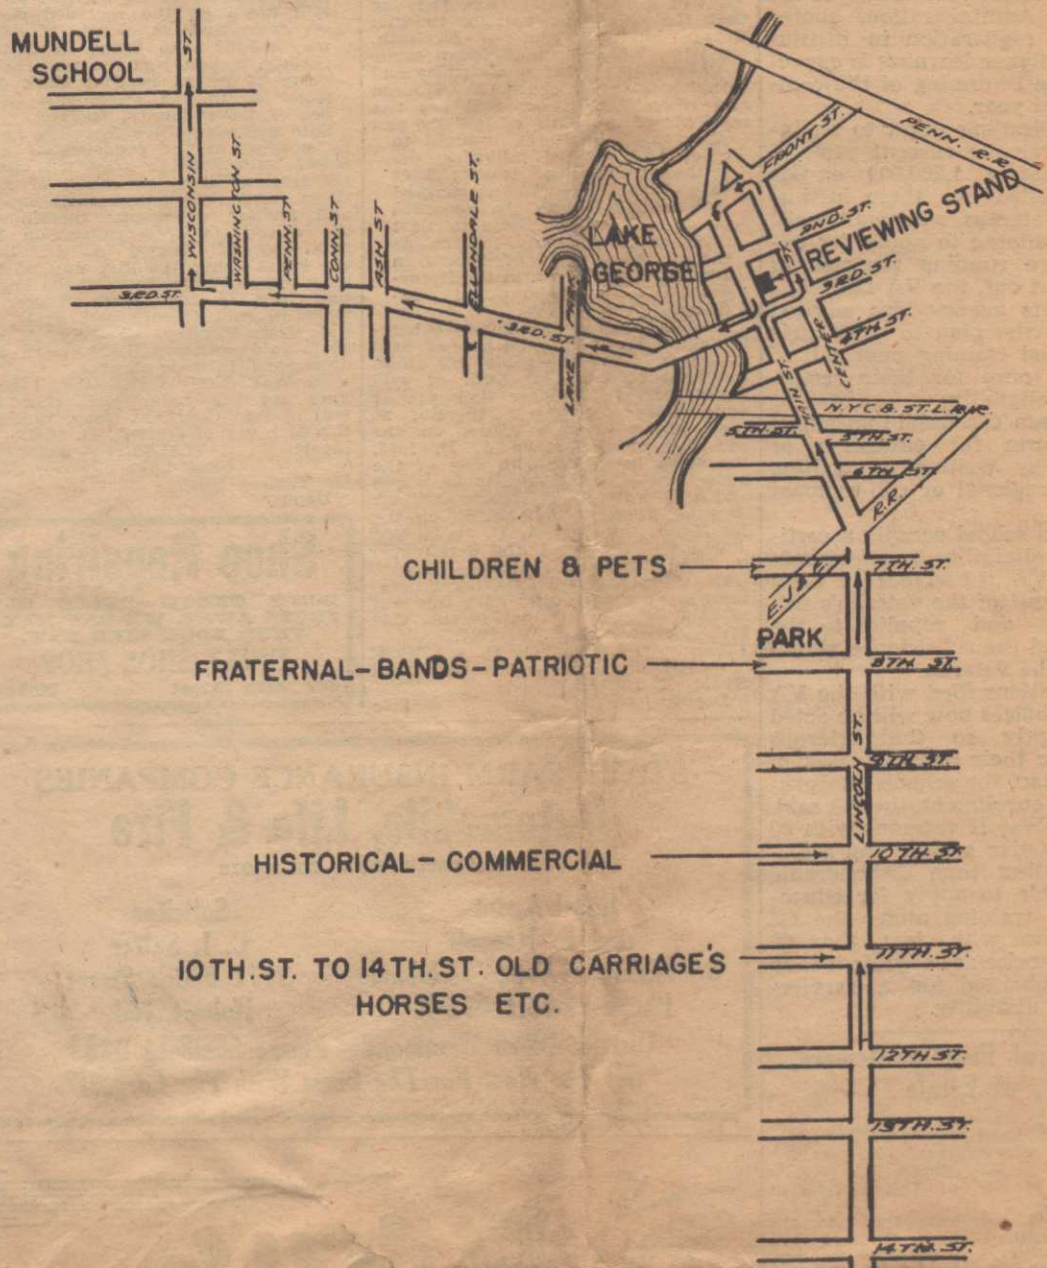 MUNDELL
SCHOOL
ST.
WISCONSIN
WASHINGTON ST.
PENN. ST.
CONN. ST.
ASH ST
ELLENDALE ST.
3RD. ST.
3RD. ST.
LAKE PARK
LAKE
GEORGE
FRONT ST.
PENN. R.R.
2ND. ST.
REVIEWING STAND
ST.
3RD. ST.
4TH. ST.
CENTER
MAIN ST.
N.Y.C & ST. L. R.R.
5TH ST.
5TH ST.
6TH ST.
R.R.
E.J &
CHILDREN & PETS
7TH. ST.
PARK
FRATERNAL-BANDS-PATRIOTIC
8TH. ST.
LINCOLN ST.
9TH. ST.
HISTORICAL- COMMERCIAL
10TH. ST.
10TH. ST. TO 14TH. ST. OLD CARRIAGE'S
HORSES ETC.
11TH. ST.
12TH ST.
13TH. ST.
14TH. ST.